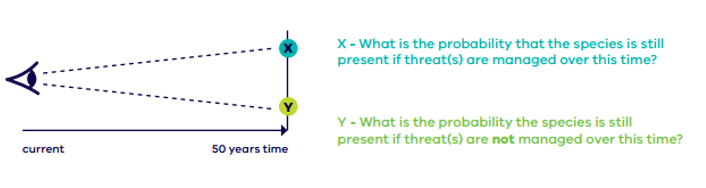 X
X - What is the probability that the species is still
present if threat(s) are managed over this time?
Y
Y - What is the probability the species is still
present if threat(s) are not managed over this time?
current
50 years time